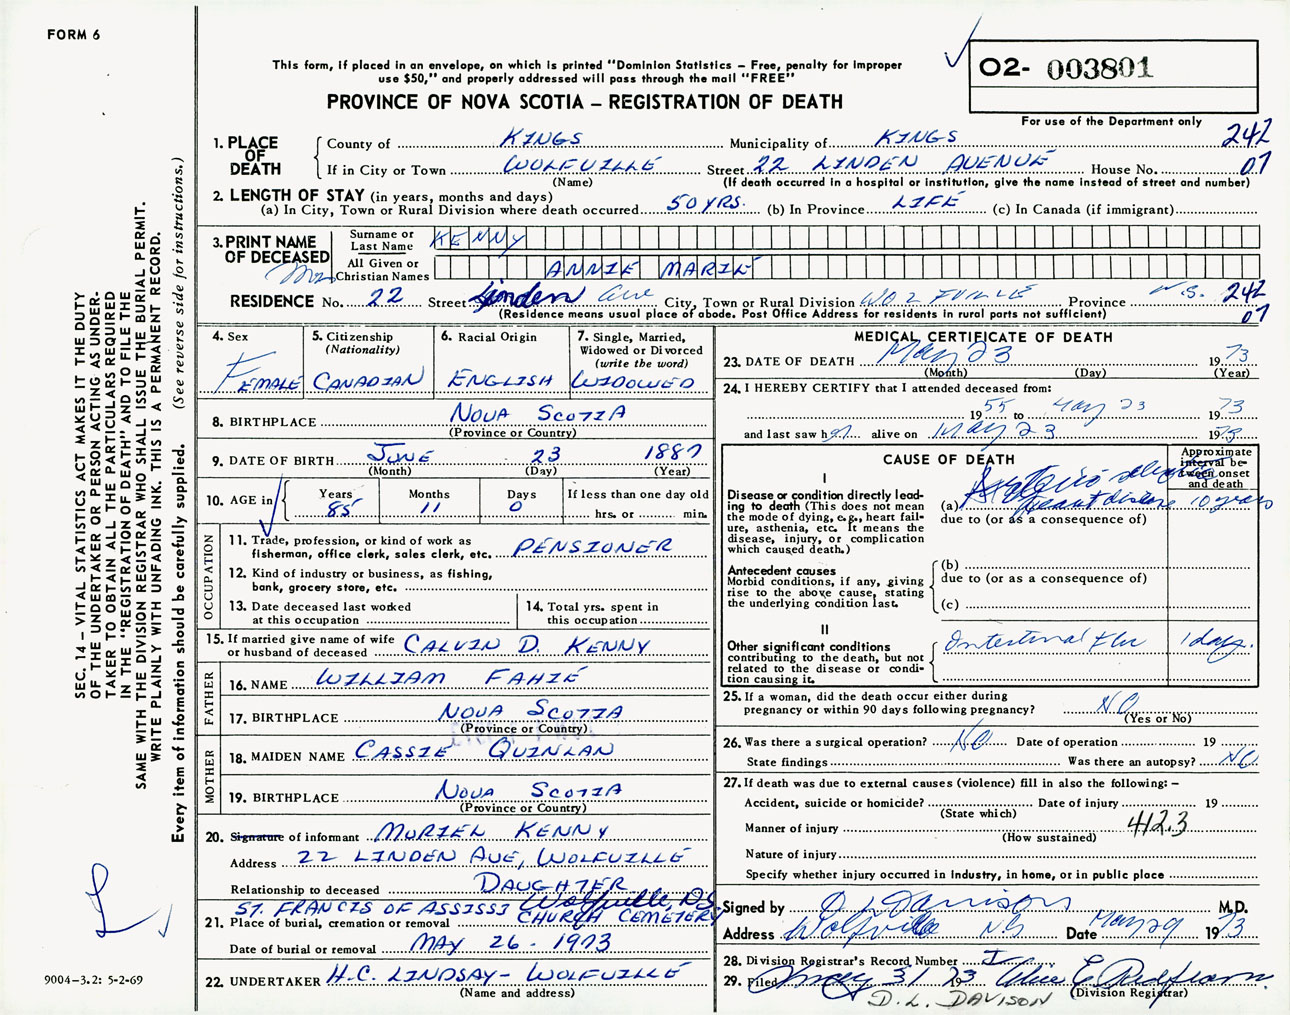 FORM 6
This form, if placed in an envelope, on which is printed "Dominion Statistics – Free, penalty for improper
use $50," and properly addressed will pass through the mail "FREE"
PROVINCE OF NOVA SCOTIA – REGISTRATION OF DEATH
O2- 003801
For use of the Department only
1. PLACE OF DEATH
County of KINGS Municipality of KINGS 242
If in City or Town WOLFVILLE Street 22 LINDEN AVENUE House No. 07
(Name) (If death occurred in a hospital or institution, give the name instead of street and number)
2. LENGTH OF STAY (in years, months and days)
(a) In City, Town or Rural Division where death occurred 50 YRS. (b) In Province LIFE (c) In Canada (if immigrant)
3. PRINT NAME OF DECEASED
Surname or Last Name KENNY
Mrs
All Given or Christian Names ANNIE MARIE
RESIDENCE No. 22 Street Linden Ave City, Town or Rural Division WOLFVILLE Province N.S. 242
(Residence means usual place of abode. Post Office Address for residents in rural parts not sufficient) 07
4. Sex
FEMALE
5. Citizenship
(Nationality)
CANADIAN
6. Racial Origin
ENGLISH
7. Single, Married,
Widowed or Divorced
(write the word)
WIDOWED
8. BIRTHPLACE NOVA SCOTIA
(Province or Country)
9. DATE OF BIRTH JUNE 23 1887
(Month) (Day) (Year)
10. AGE in
Years Months Days If less than one day old
85 11 0 hrs. or min.
OCCUPATION
11. Trade, profession, or kind of work as
fisherman, office clerk, sales clerk, etc. PENSIONER
12. Kind of industry or business, as fishing,
bank, grocery store, etc.
13. Date deceased last worked
at this occupation
14. Total yrs. spent in
this occupation
15. If married give name of wife
or husband of deceased CALVIN D. KENNY
FATHER
16. NAME WILLIAM FAHIE
17. BIRTHPLACE NOVA SCOTIA
(Province or Country)
MOTHER
18. MAIDEN NAME CASSIE QUINLAN
19. BIRTHPLACE NOVA SCOTIA
(Province or Country)
20. Signature of informant MURIEL KENNY
Address 22 LINDEN AVE, WOLFVILLE
Relationship to deceased DAUGHTER
ST. FRANCIS OF ASSISSI Wolfville, N.S.
21. Place of burial, cremation or removal CHURCH CEMETERY
Date of burial or removal MAY 26 - 1973
22. UNDERTAKER H.C. LINDSAY - WOLFVILLE
(Name and address)
MEDICAL CERTIFICATE OF DEATH
23. DATE OF DEATH May 23 1973
(Month) (Day) (Year)
24. I HEREBY CERTIFY that I attended deceased from:
1955 to May 23 1973
and last saw her alive on May 23 1973
CAUSE OF DEATH
Approximate
interval be-
tween onset
and death
I
Disease or condition directly lead-
ing to death (This does not mean
the mode of dying, e.g., heart fail-
ure, asthenia, etc. It means the
disease, injury, or complication
which caused death.)
(a) Arteriosclerotic
heart disease 10 years
due to (or as a consequence of)
Antecedent causes
Morbid conditions, if any, giving
rise to the above cause, stating
the underlying condition last.
(b)
due to (or as a consequence of)
(c)
II
Other significant conditions
contributing to the death, but not
related to the disease or condi-
tion causing it.
Intestinal flu 1 day.
25. If a woman, did the death occur either during
pregnancy or within 90 days following pregnancy? NO
(Yes or No)
26. Was there a surgical operation? NO Date of operation 19
State findings Was there an autopsy? NO
27. If death was due to external causes (violence) fill in also the following: –
Accident, suicide or homicide? Date of injury 19
(State which)
Manner of injury 412.3
(How sustained)
Nature of injury
Specify whether injury occurred in industry, in home, or in public place
Signed by D L Davison M.D.
Address Wolfville NS Date May 29 1973
28. Division Registrar's Record Number
29. Filed May 31 1973
(Division Registrar)
D. L. DAVISON
SEC. 14 – VITAL STATISTICS ACT MAKES IT THE DUTY
OF THE UNDERTAKER OR PERSON ACTING AS UNDER-
TAKER TO OBTAIN ALL THE PARTICULARS REQUIRED
IN THE "REGISTRATION OF DEATH" AND TO FILE THE
SAME WITH THE DIVISION REGISTRAR WHO SHALL ISSUE THE BURIAL PERMIT.
WRITE PLAINLY WITH UNFADING INK. THIS IS A PERMANENT RECORD.
Every item of information should be carefully supplied. (See reverse side for instructions.)
9004-3.2: 5-2-69